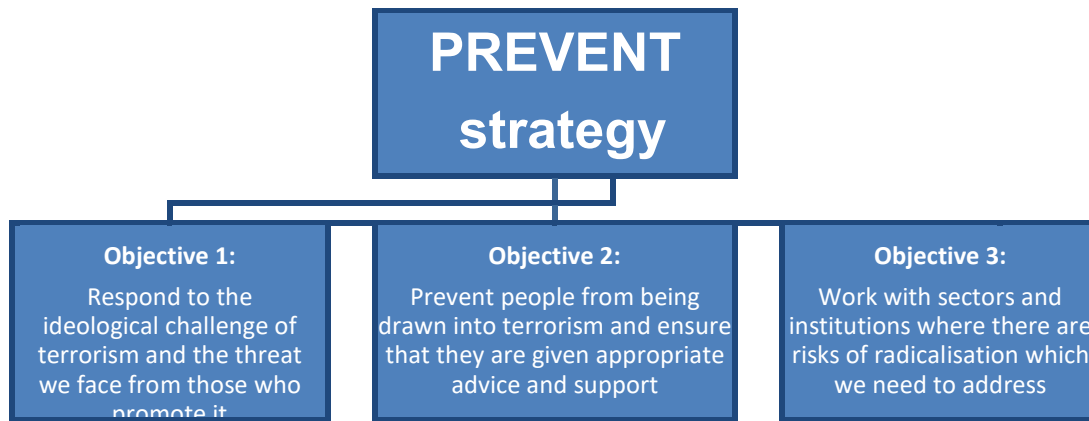 PREVENT
strategy
Objective 1:
Respond to the
ideological challenge of
terrorism and the threat
we face from those who
promote it
Objective 2:
Prevent people from being
drawn into terrorism and ensure
that they are given appropriate
advice and support
Objective 3:
Work with sectors and
institutions where there are
risks of radicalisation which
we need to address